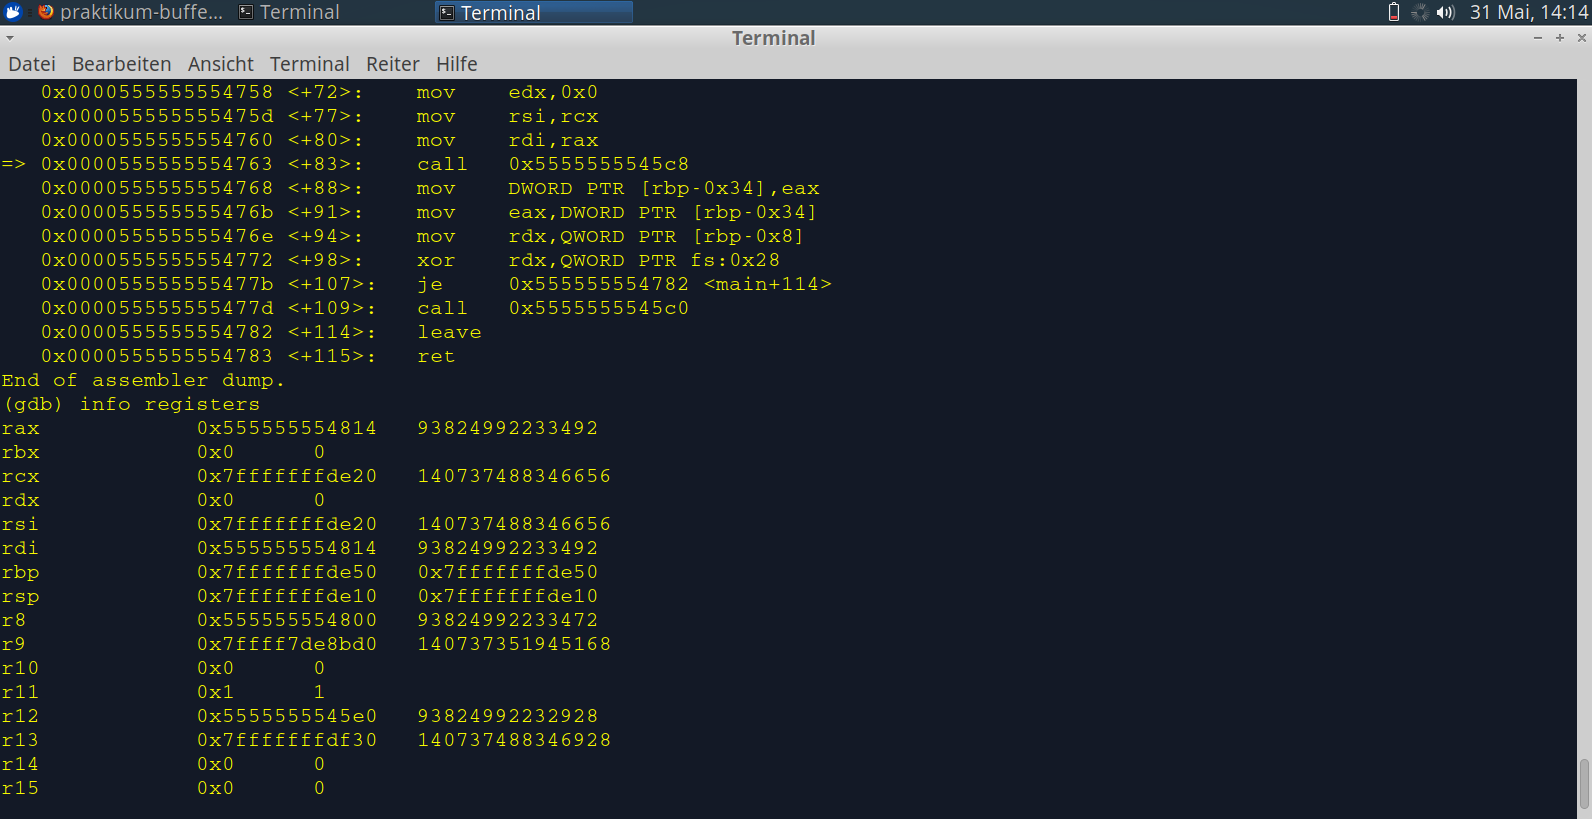 praktikum-buffe... Terminal Terminal 31 Mai, 14:14
Terminal
Datei Bearbeiten Ansicht Terminal Reiter Hilfe
0x0000555555554758 <+72>: mov edx,0x0
0x000055555555475d <+77>: mov rsi,rcx
0x0000555555554760 <+80>: mov rdi,rax
=> 0x0000555555554763 <+83>: call 0x5555555545c8
0x0000555555554768 <+88>: mov DWORD PTR [rbp-0x34],eax
0x000055555555476b <+91>: mov eax,DWORD PTR [rbp-0x34]
0x000055555555476e <+94>: mov rdx,QWORD PTR [rbp-0x8]
0x0000555555554772 <+98>: xor rdx,QWORD PTR fs:0x28
0x000055555555477b <+107>: je 0x555555554782 <main+114>
0x000055555555477d <+109>: call 0x5555555545c0
0x0000555555554782 <+114>: leave
0x0000555555554783 <+115>: ret
End of assembler dump.
(gdb) info registers
rax 0x555555554814 93824992233492
rbx 0x0 0
rcx 0x7fffffffde20 140737488346656
rdx 0x0 0
rsi 0x7fffffffde20 140737488346656
rdi 0x555555554814 93824992233492
rbp 0x7fffffffde50 0x7fffffffde50
rsp 0x7fffffffde10 0x7fffffffde10
r8 0x555555554800 93824992233472
r9 0x7ffff7de8bd0 140737351945168
r10 0x0 0
r11 0x1 1
r12 0x5555555545e0 93824992232928
r13 0x7fffffffdf30 140737488346928
r14 0x0 0
r15 0x0 0